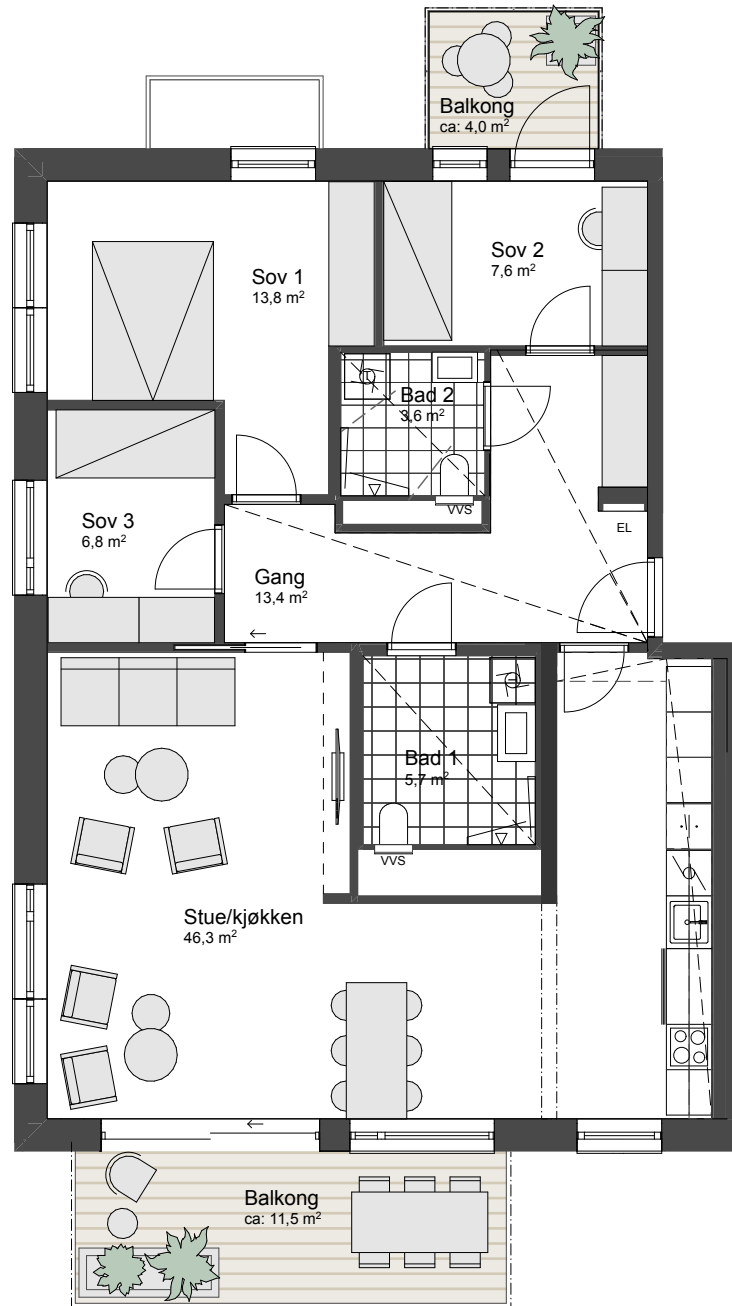 Balkong
ca: 4,0 m²
Sov 1
13,8 m²
Sov 2
7,6 m²
Bad 2
3,6 m²
VVS
Sov 3
6,8 m²
EL
Gang
13,4 m²
Bad 1
5,7 m²
VVS
Stue/kjøkken
46,3 m²
Balkong
ca: 11,5 m²